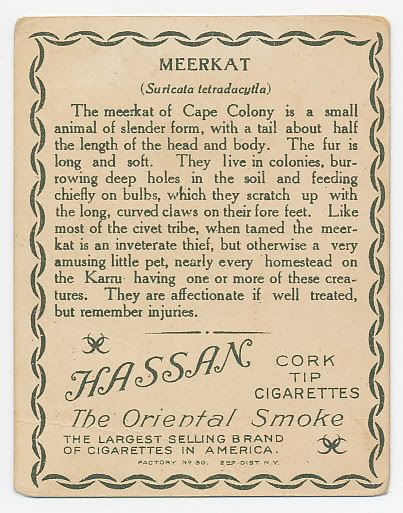 MEERKAT
(Suricata tetradacytla)
The meerkat of Cape Colony is a small
animal of slender form, with a tail about half
the length of the head and body. The fur is
long and soft. They live in colonies, bur-
rowing deep holes in the soil and feeding
chiefly on bulbs, which they scratch up with
the long, curved claws on their fore feet. Like
most of the civet tribe, when tamed the meer-
kat is an inveterate thief, but otherwise a very
amusing little pet, nearly every homestead on
the Karru having one or more of these crea-
tures. They are affectionate if well treated,
but remember injuries.
HASSAN
CORK
TIP
CIGARETTES
The Oriental Smoke
THE LARGEST SELLING BRAND
OF CIGARETTES IN AMERICA.
FACTORY Nº 30. 2ND DIST. N.Y.